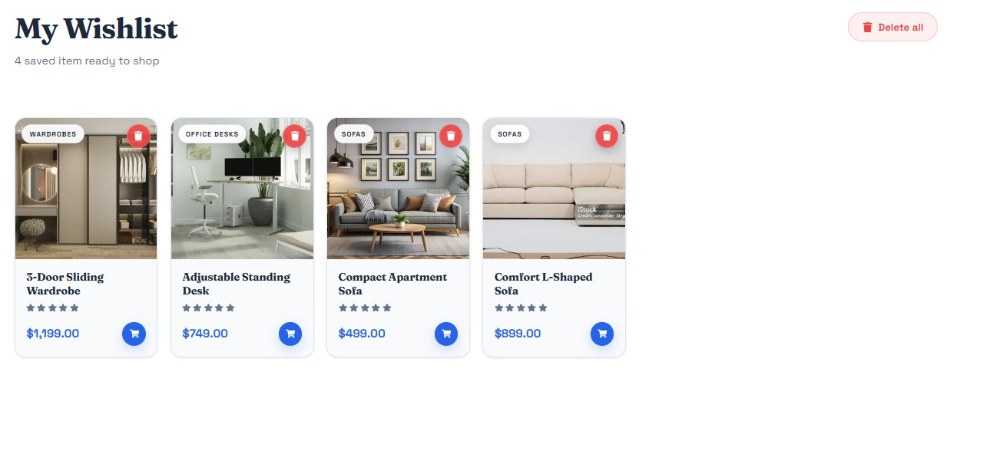 My Wishlist
Delete all
4 saved item ready to shop
WARDROBES
OFFICE DESKS
SOFAS
SOFAS
iStock
Credit: Jaswinder Sing
3-Door Sliding
Wardrobe
Adjustable Standing
Desk
Compact Apartment
Sofa
Comfort L-Shaped
Sofa
$1,199.00
$749.00
$499.00
$899.00